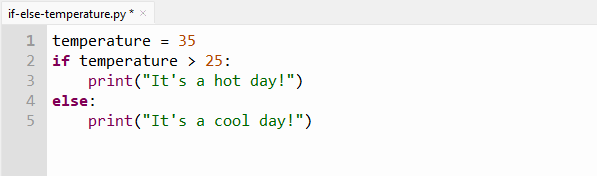 if-else-temperature.py * ×
1 temperature = 35
2 if temperature > 25:
3     print("It's a hot day!")
4 else:
5     print("It's a cool day!")